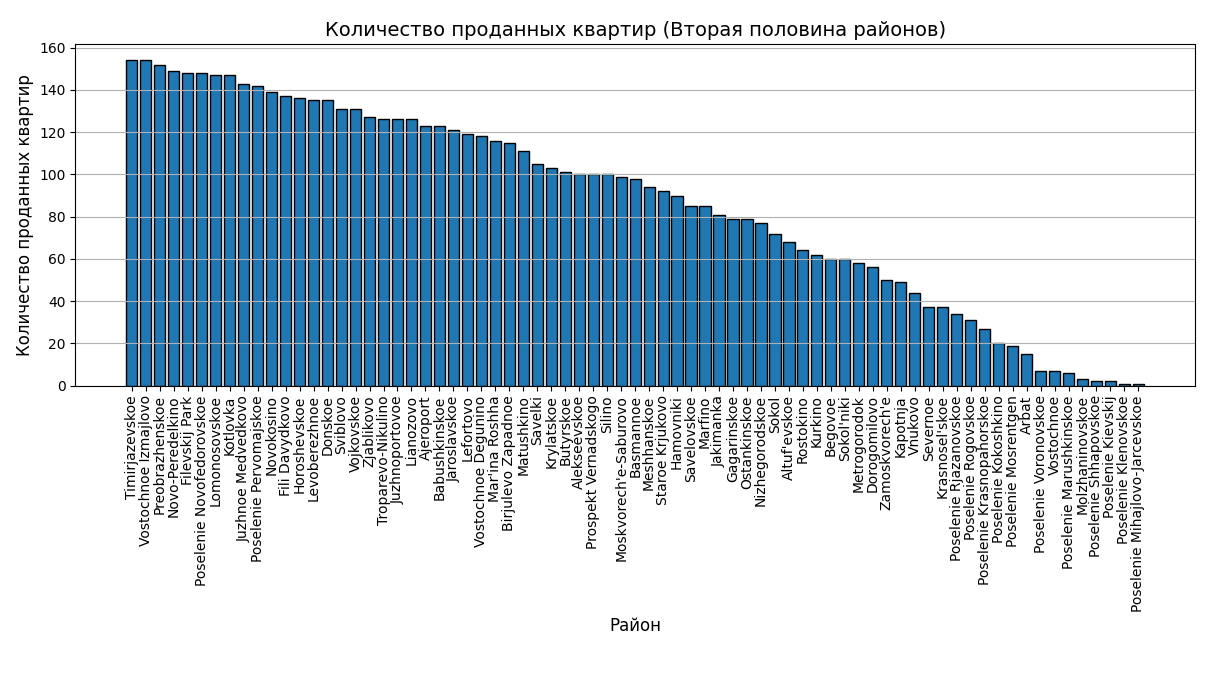 Количество проданных квартир (Вторая половина районов)
Количество проданных квартир
160
140
120
100
80
60
40
20
0
Timirjazevskoe
Vostochnoe Izmajlovo
Preobrazhenskoe
Novo-Peredelkino
Filevskij Park
Poselenie Novofedorovskoe
Lomonosovskoe
Kotlovka
Juzhnoe Medvedkovo
Poselenie Pervomajskoe
Novokosino
Fili Davydkovo
Horoshevskoe
Levoberezhnoe
Donskoe
Sviblovo
Vojkovskoe
Zjablikovo
Troparevo-Nikulino
Juzhnoportovoe
Lianozovo
Ajeroport
Babushkinskoe
Jaroslavskoe
Lefortovo
Vostochnoe Degunino
Mar'ina Roshha
Birjulevo Zapadnoe
Matushkino
Savelki
Krylatskoe
Butyrskoe
Alekseevskoe
Prospekt Vernadskogo
Silino
Moskvorech'e-Saburovo
Basmannoe
Meshhanskoe
Staroe Krjukovo
Hamovniki
Savelovskoe
Marfino
Jakimanka
Gagarinskoe
Ostankinskoe
Nizhegorodskoe
Sokol
Altuf'evskoe
Rostokino
Kurkino
Begovoe
Sokol'niki
Metrogorodok
Dorogomilovo
Zamoskvorech'e
Kapotnja
Vnukovo
Severnoe
Krasnosel'skoe
Poselenie Rjazanovskoe
Poselenie Rogovskoe
Poselenie Krasnopahorskoe
Poselenie Kokoshkino
Poselenie Mosrentgen
Arbat
Poselenie Voronovskoe
Vostochnoe
Poselenie Marushkinskoe
Molzhaninovskoe
Poselenie Shhapovskoe
Poselenie Kievskij
Poselenie Klenovskoe
Poselenie Mihajlovo-Jarcevskoe
Район